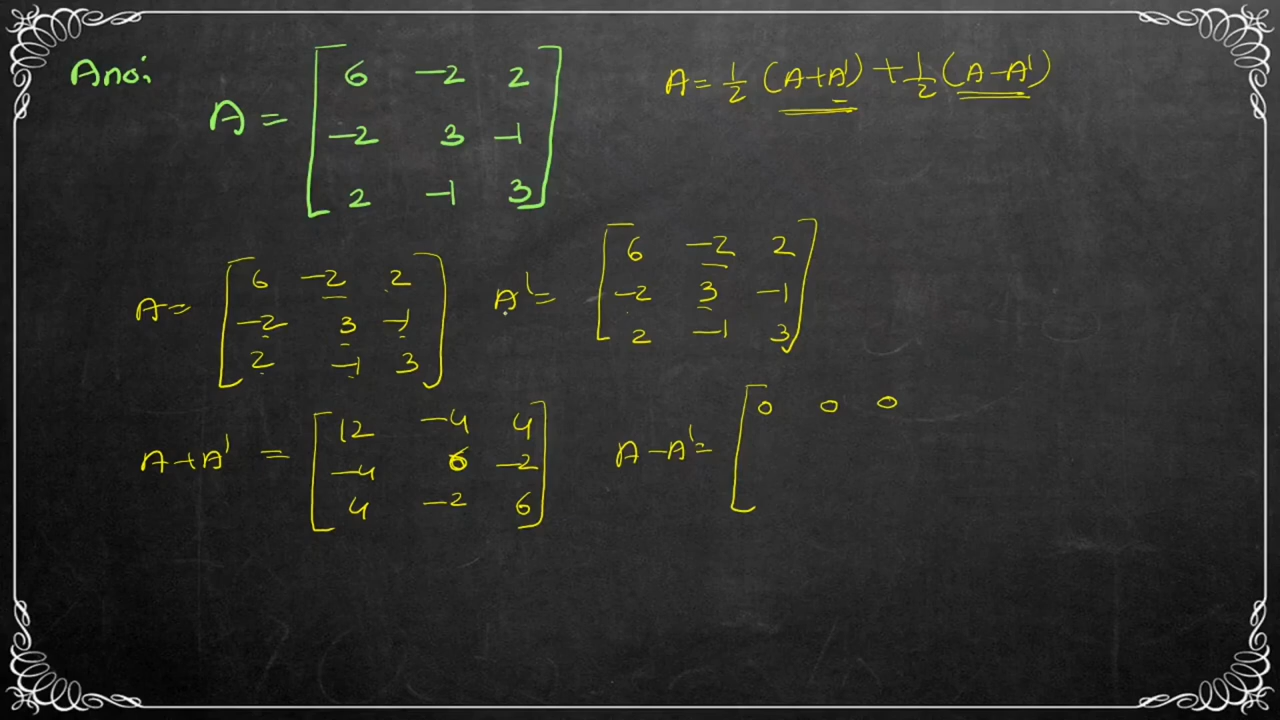 Ans:
A = [6 -2 2
-2 3 -1
2 -1 3]
A = 1/2 (A+A') + 1/2 (A-A')
A = [6 -2 2
-2 3 -1
2 -1 3]
A' = [6 -2 2
-2 3 -1
2 -1 3]
A+A' = [12 -4 4
-4 6 -2
4 -2 6]
A-A' = [0 0 0